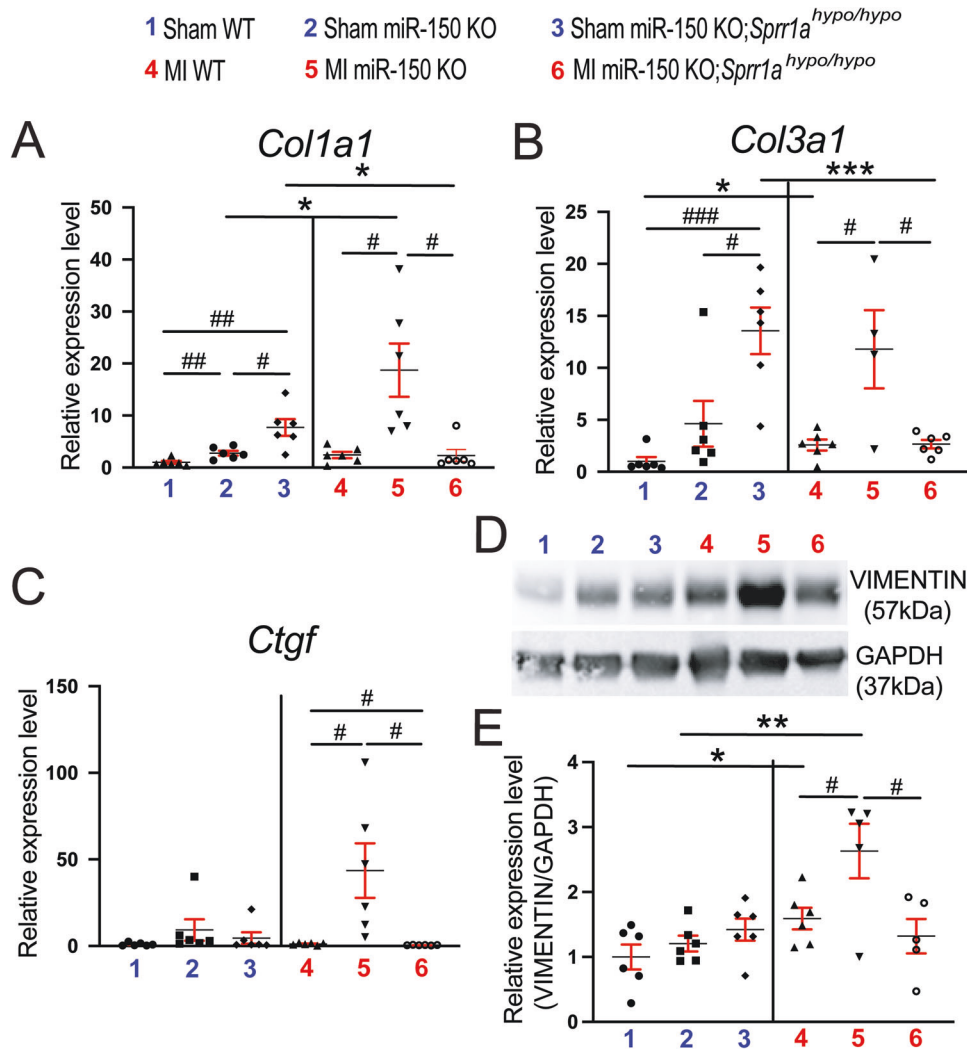 1 Sham WT 2 Sham miR-150 KO 3 Sham miR-150 KO;Sprr1a hypo/hypo
4 MI WT 5 MI miR-150 KO 6 MI miR-150 KO;Sprr1a hypo/hypo
A
Col1a1
Relative expression level
50
40
30
20
10
0
*
*
# #
##
## #
1 2 3 4 5 6
B
Col3a1
Relative expression level
25
20
15
10
5
0
* ***
###
# # #
1 2 3 4 5 6
C
Ctgf
Relative expression level
150
100
50
0
#
# #
1 2 3 4 5 6
D
1 2 3 4 5 6
VIMENTIN
(57kDa)
GAPDH
(37kDa)
E
Relative expression level
(VIMENTIN/GAPDH)
4
3
2
1
0
**
*
# #
1 2 3 4 5 6